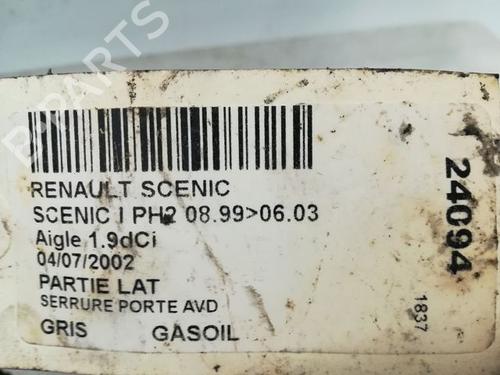 RENAULT SCENIC
SCENIC I PH2 08.99>06.03
Aigle 1.9dCi
04/07/2002
PARTIE LAT
SERRURE PORTE AVD
GRIS GASOIL
24094
1837
B-PARTS